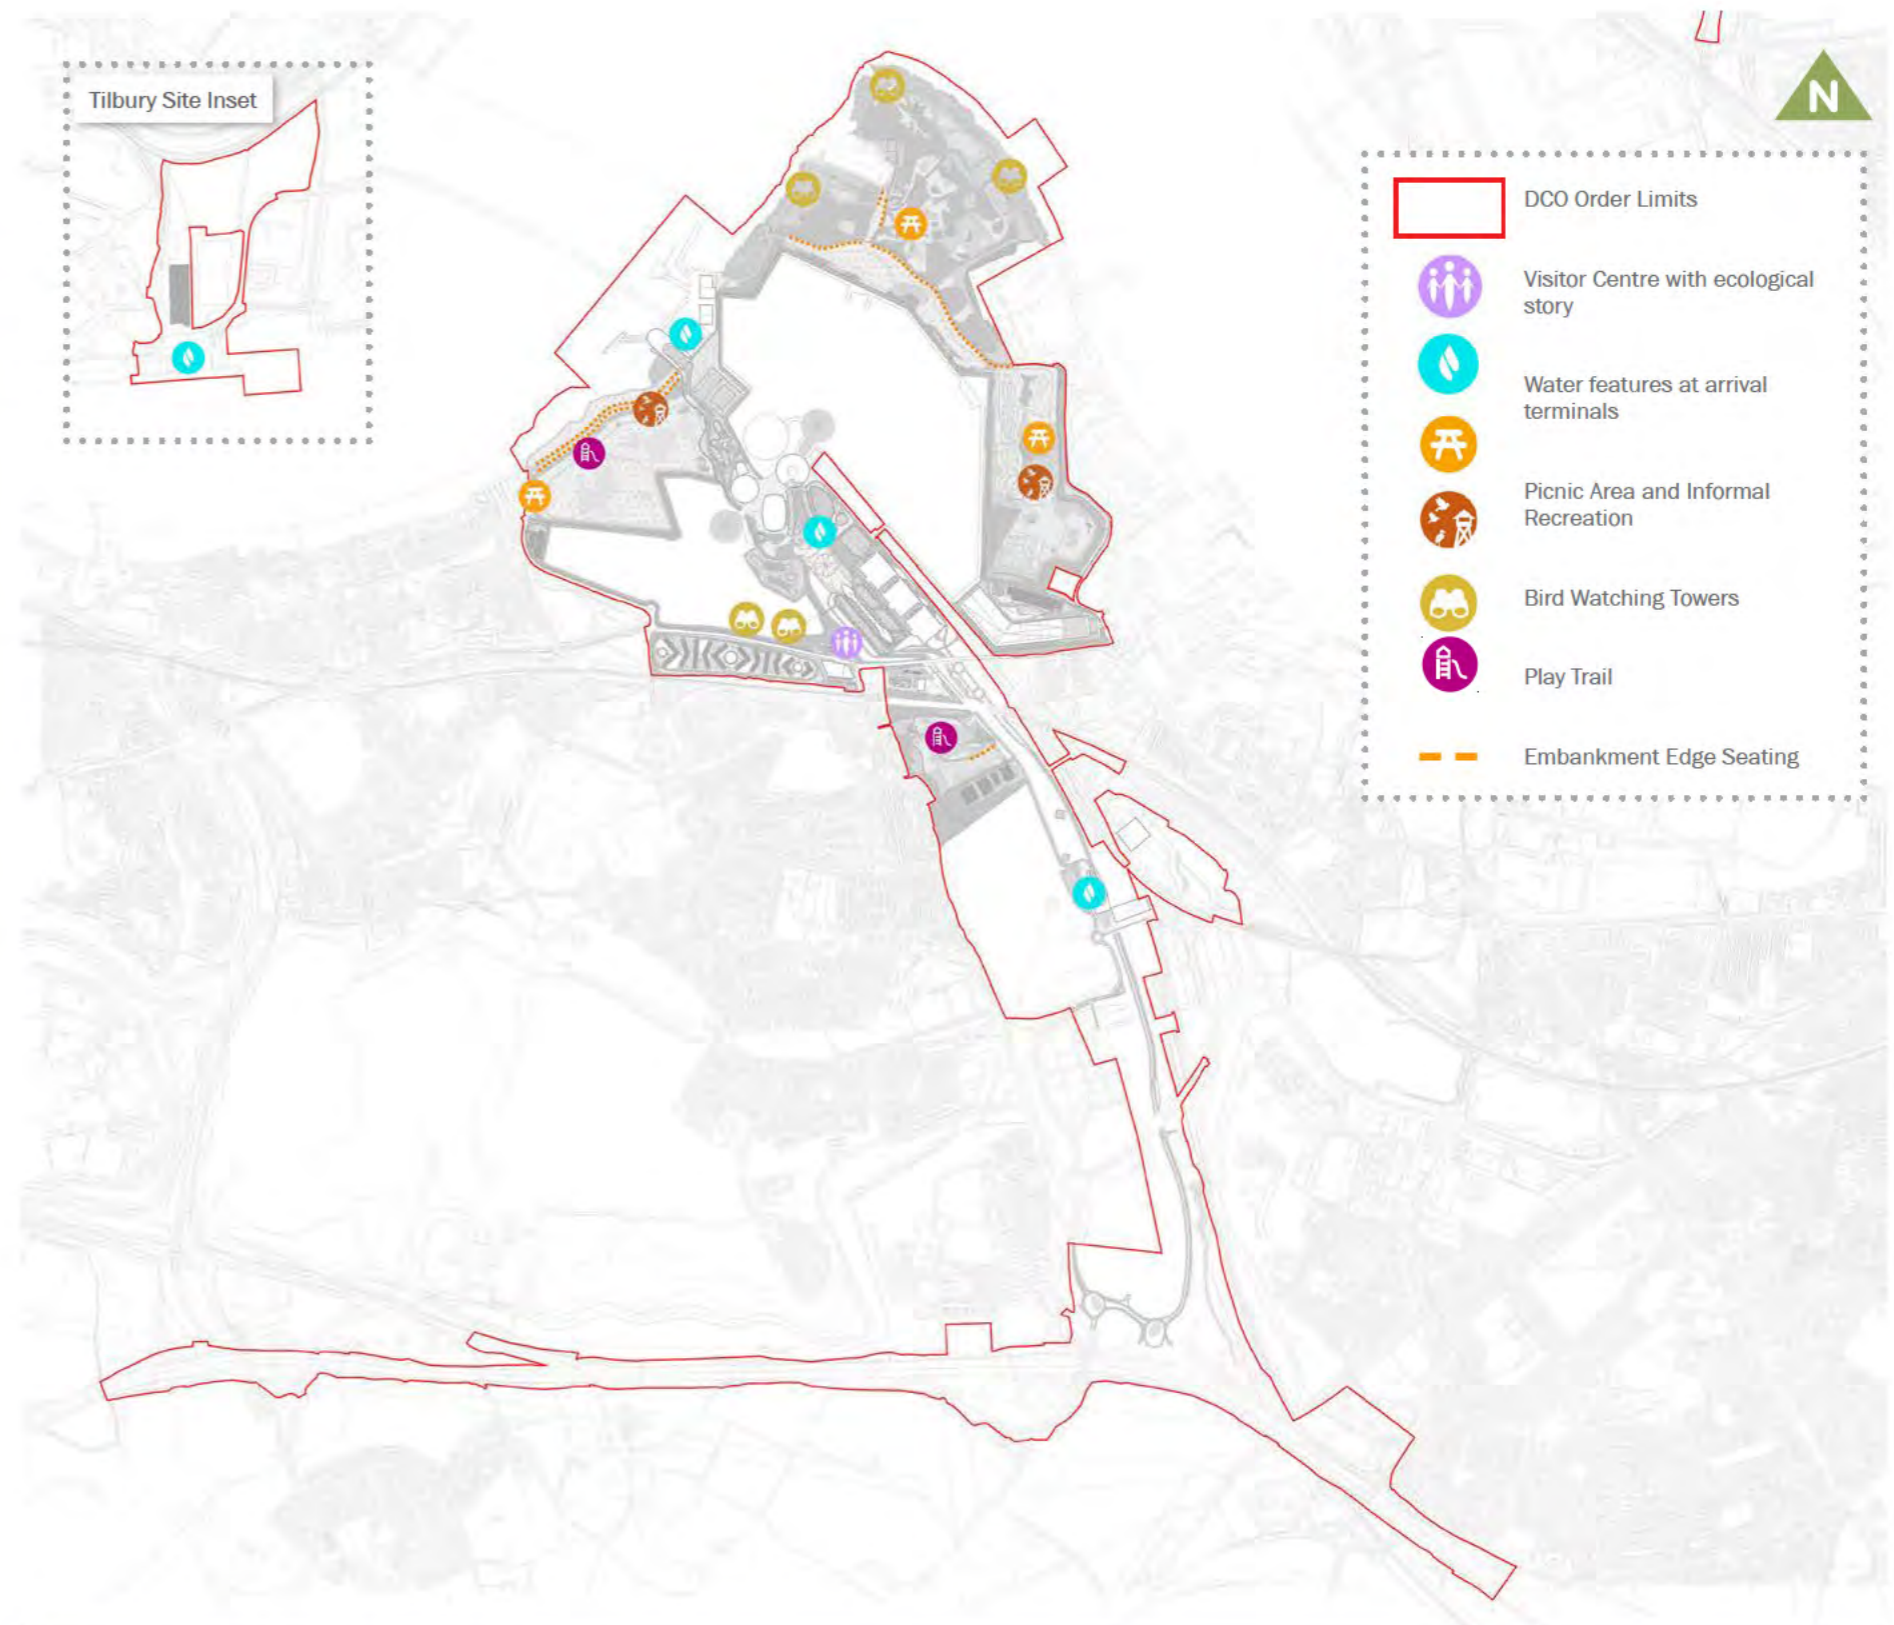 Tilbury Site Inset
N
DCO Order Limits
Visitor Centre with ecological
story
Water features at arrival
terminals
Picnic Area and Informal
Recreation
Bird Watching Towers
Play Trail
Embankment Edge Seating